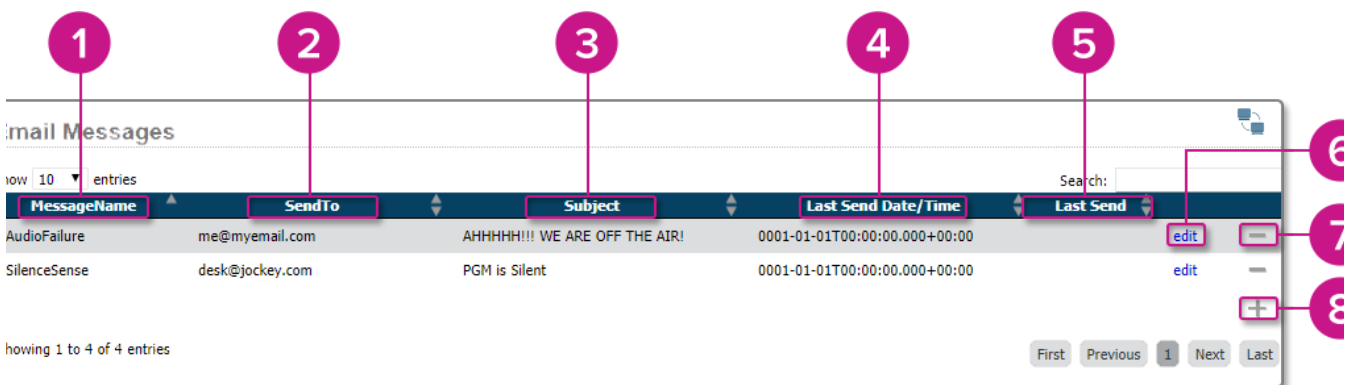 1 2 3 4 5
mail Messages
ow 10 entries Search:
MessageName SendTo Subject Last Send Date/Time Last Send
6
AudioFailure me@myemail.com AHHHHH!!! WE ARE OFF THE AIR! 0001-01-01T00:00:00.000+00:00 edit − 7
SilenceSense desk@jockey.com PGM is Silent 0001-01-01T00:00:00.000+00:00 edit −
+ 8
howing 1 to 4 of 4 entries First Previous 1 Next Last